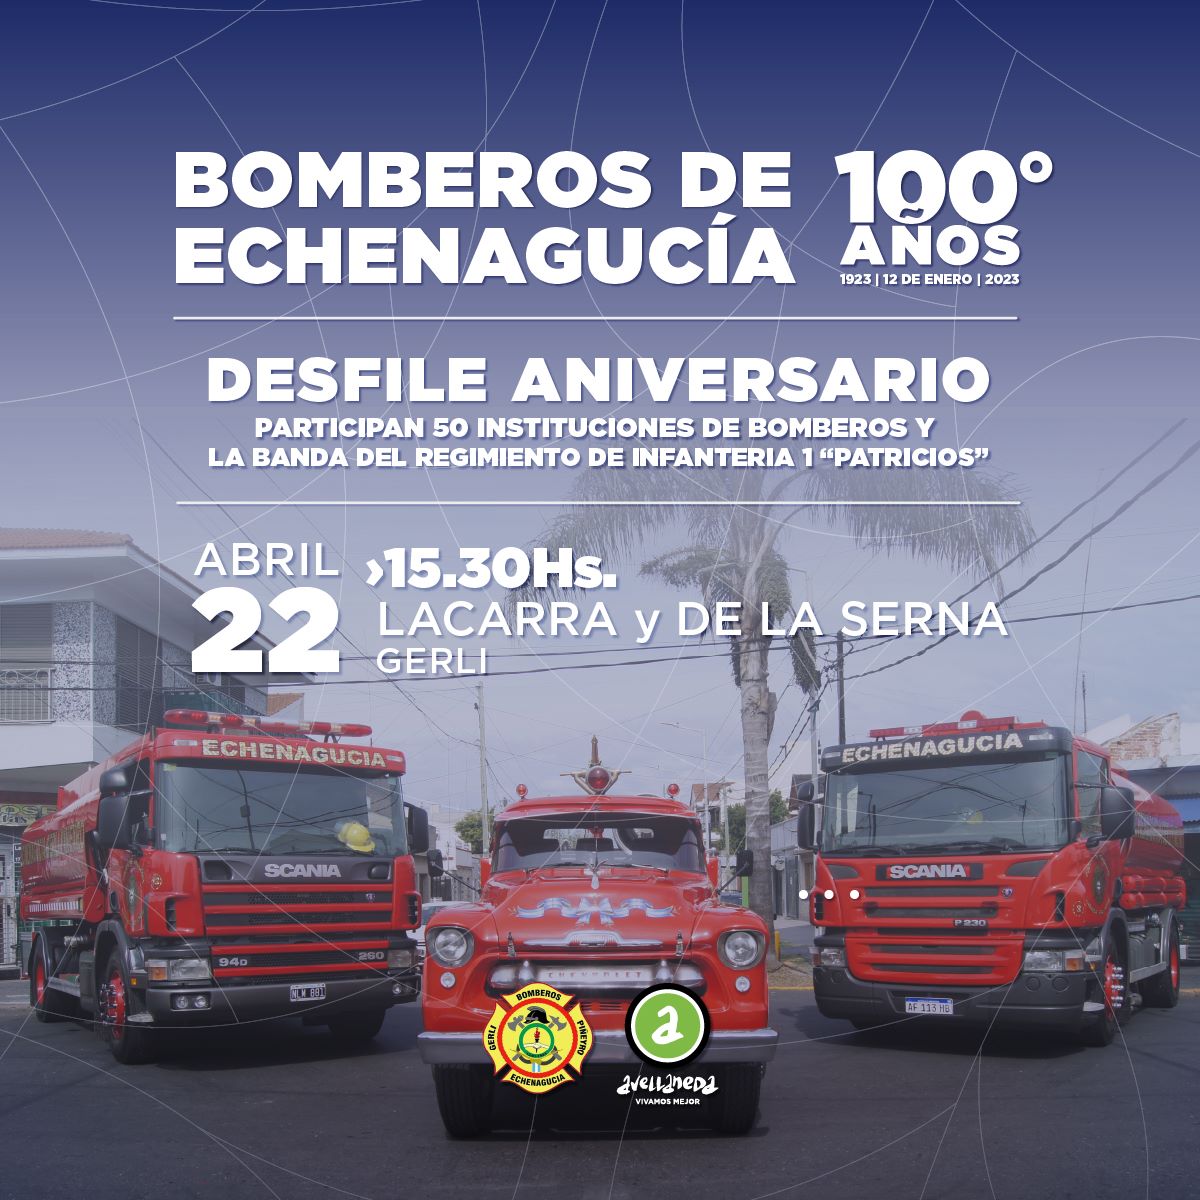 BOMBEROS DE
ECHENAGUCÍA
100°
AÑOS
1923 | 12 DE ENERO | 2023
DESFILE ANIVERSARIO
PARTICIPAN 50 INSTITUCIONES DE BOMBEROS Y
LA BANDA DEL REGIMIENTO DE INFANTERIA 1 “PATRICIOS”
ABRIL
22
›15.30Hs.
LACARRA y DE LA SERNA
GERLI
ECHENAGUCIA
SCANIA
94D
260
NLM 881
CHEVROLET
ECHENAGUCIA
SCANIA
P 230
AF 113 HB
BOMBEROS
GERLI
PIÑEYRO
ECHENAGUCIA
a
avellaneda
VIVAMOS MEJOR